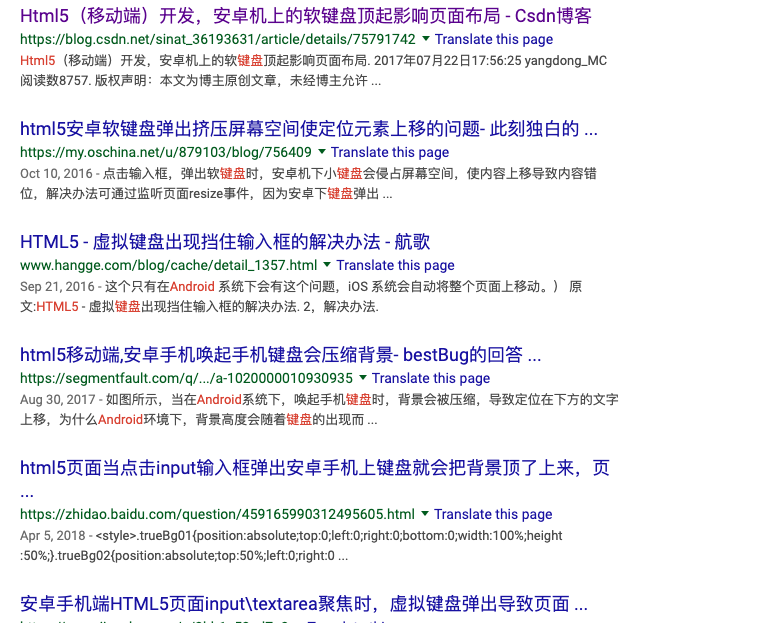 Html5（移动端）开发，安卓机上的软键盘顶起影响页面布局 - Csdn博客
https://blog.csdn.net/sinat_36193631/article/details/75791742 ▼ Translate this page
Html5（移动端）开发，安卓机上的软键盘顶起影响页面布局. 2017年07月22日17:56:25 yangdong_MC
阅读数8757. 版权声明：本文为博主原创文章，未经博主允许 ...
html5安卓软键盘弹出挤压屏幕空间使定位元素上移的问题- 此刻独白的 ...
https://my.oschina.net/u/879103/blog/756409 ▼ Translate this page
Oct 10, 2016 - 点击输入框，弹出软键盘时，安卓机下小键盘会侵占屏幕空间，使内容上移导致内容错
位，解决办法可通过监听页面resize事件，因为安卓下键盘弹出 ...
HTML5 - 虚拟键盘出现挡住输入框的解决办法 - 航歌
www.hangge.com/blog/cache/detail_1357.html ▼ Translate this page
Sep 21, 2016 - 这个只有在Android 系统下会有这个问题，iOS 系统会自动将整个页面上移动。） 原
文:HTML5 - 虚拟键盘出现挡住输入框的解决办法. 2，解决办法.
html5移动端,安卓手机唤起手机键盘会压缩背景- bestBug的回答 ...
https://segmentfault.com/q/.../a-1020000010930935 ▼ Translate this page
Aug 30, 2017 - 如图所示，当在Android系统下，唤起手机键盘时，背景会被压缩，导致定位在下方的文字
上移，为什么Android环境下，背景高度会随着键盘的出现而 ...
html5页面当点击input输入框弹出安卓手机上键盘就会把背景顶了上来，页
...
https://zhidao.baidu.com/question/459165990312495605.html ▼ Translate this page
Apr 5, 2018 - <style>.trueBg01{position:absolute;top:0;left:0;right:0;bottom:0;width:100%;height
:50%;}.trueBg02{position:absolute;top:50%;left:0;right:0 ...
安卓手机端HTML5页面input\textarea聚焦时，虚拟键盘弹出导致页面 ...